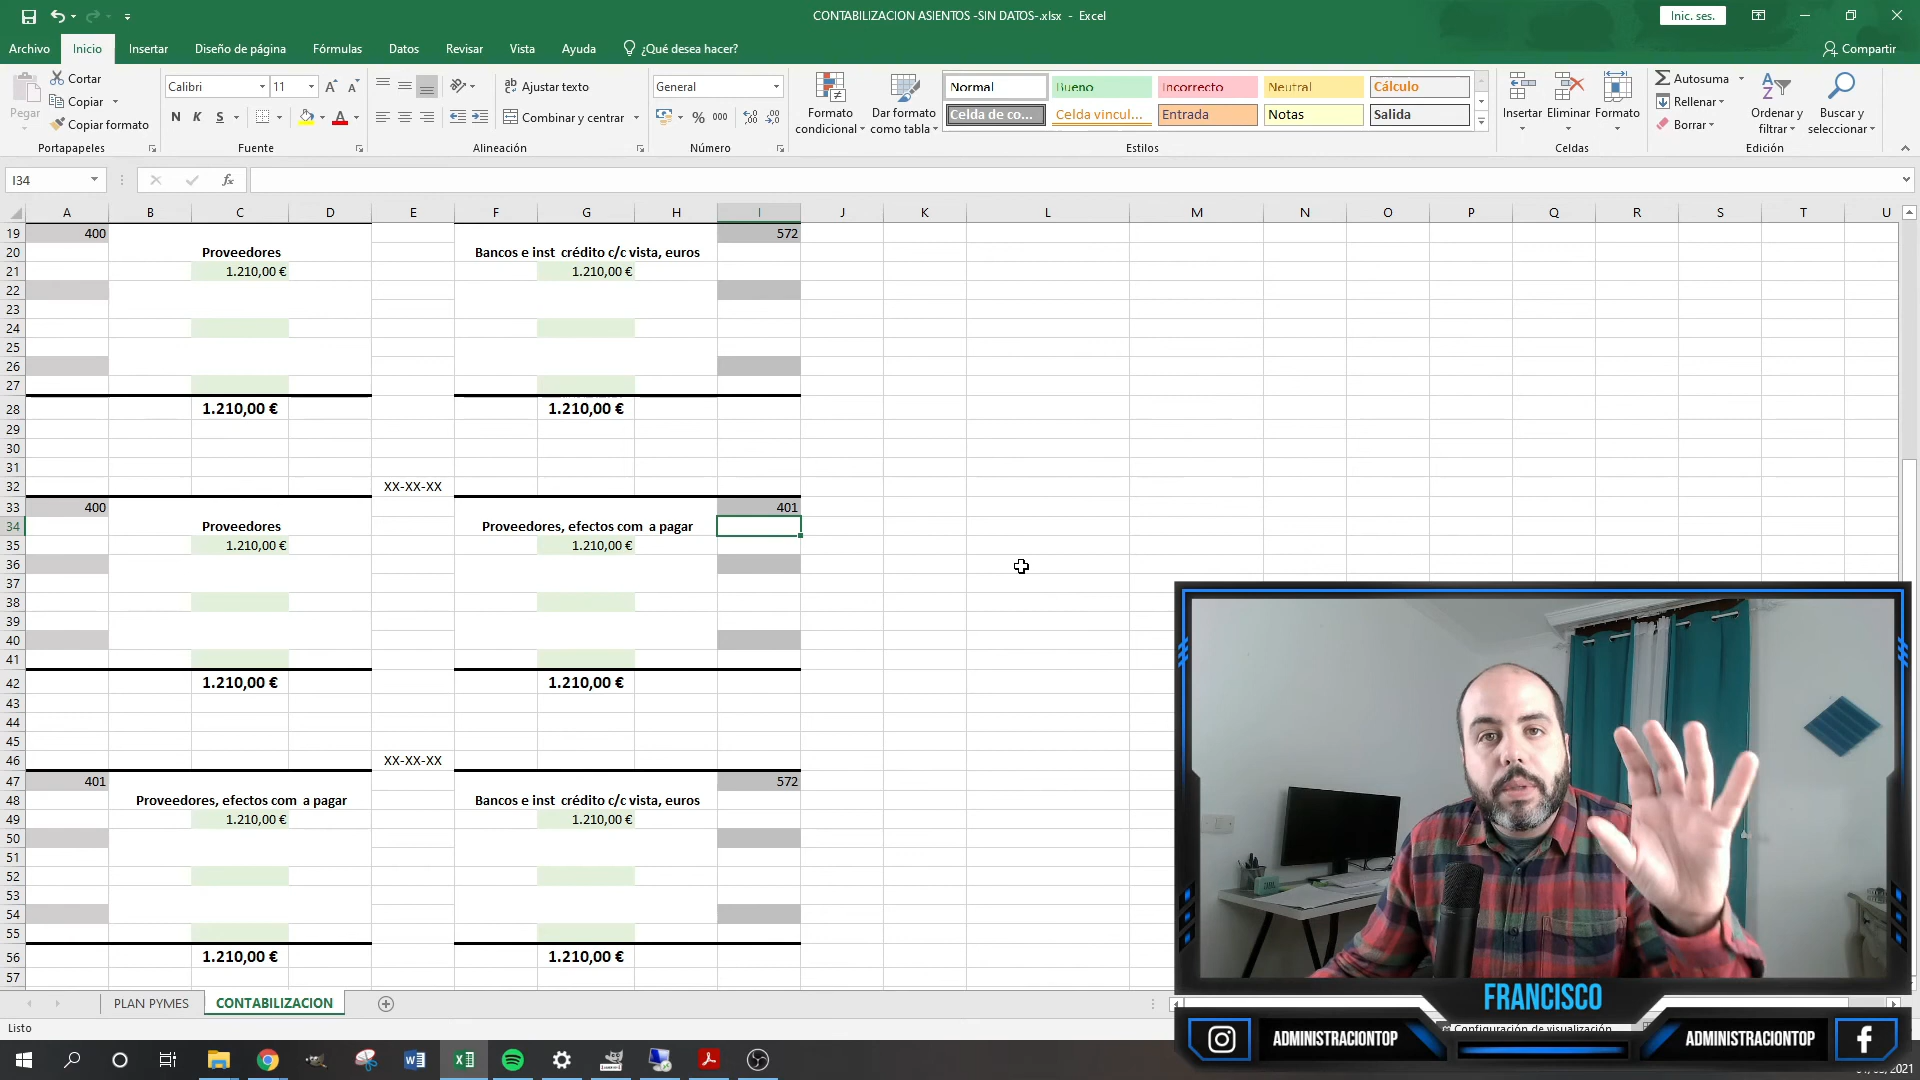 CONTABILIZACION ASIENTOS -SIN DATOS-.xlsx - Excel
Inic. ses.
Archivo Inicio Insertar Diseño de página Fórmulas Datos Revisar Vista Ayuda ¿Qué desea hacer? Compartir
Pegar
Cortar
Copiar
Copiar formato
Portapapeles
Calibri 11
N K S
Fuente
Ajustar texto
Combinar y centrar
Alineación
General
% 000
Número
Formato condicional
Dar formato como tabla
Normal Bueno Incorrecto Neutral Cálculo
Celda de co... Celda vincul... Entrada Notas Salida
Estilos
Insertar Eliminar Formato
Celdas
Autosuma
Rellenar
Borrar
Ordenar y filtrar
Buscar y seleccionar
Edición
I34 fx
A B C D E F G H I J K L M N O P Q R S T U
19 400 572
20 Proveedores Bancos e inst crédito c/c vista, euros
21 1.210,00 € 1.210,00 €
22
23
24
25
26
27
28 1.210,00 € 1.210,00 €
29
30
31
32 XX-XX-XX
33 400 401
34 Proveedores Proveedores, efectos com a pagar
35 1.210,00 € 1.210,00 €
36
37
38
39
40
41
42 1.210,00 € 1.210,00 €
43
44
45
46 XX-XX-XX
47 401 572
48 Proveedores, efectos com a pagar Bancos e inst crédito c/c vista, euros
49 1.210,00 € 1.210,00 €
50
51
52
53
54
55
56 1.210,00 € 1.210,00 €
57
PLAN PYMES CONTABILIZACION
Listo
Configuración de visualización
FRANCISCO
ADMINISTRACIONTOP ADMINISTRACIONTOP